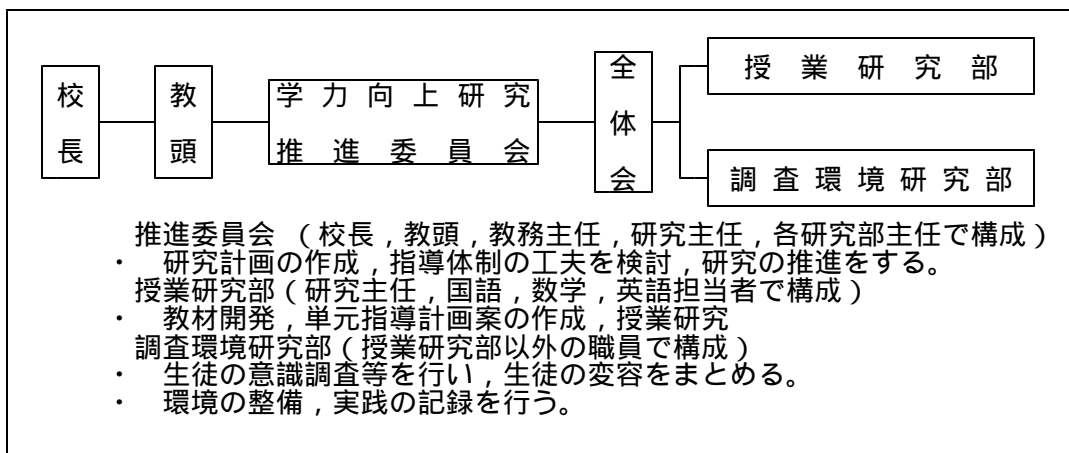 校長
教頭
学力向上研究
推進委員会
全体会
授業研究部
調査環境研究部
推進委員会 (校長,教頭,教務主任,研究主任,各研究部主任で構成)
・ 研究計画の作成,指導体制の工夫を検討,研究の推進をする。
授業研究部(研究主任,国語,数学,英語担当者で構成)
・ 教材開発,単元指導計画案の作成,授業研究
調査環境研究部(授業研究部以外の職員で構成)
・ 生徒の意識調査等を行い,生徒の変容をまとめる。
・ 環境の整備,実践の記録を行う。